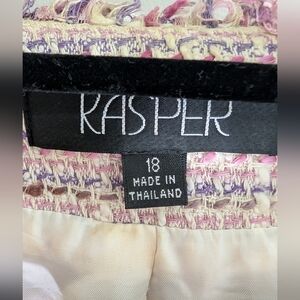 KASPER
18
MADE IN
THAILAND